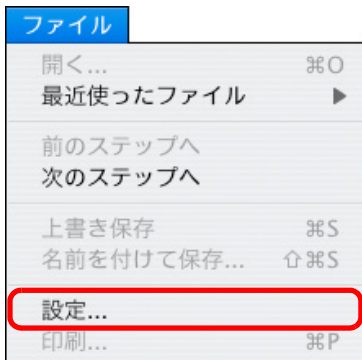 ファイル
開く... ⌘O
最近使ったファイル ▶
前のステップへ
次のステップへ
上書き保存 ⌘S
名前を付けて保存... ⇧⌘S
設定...
印刷... ⌘P